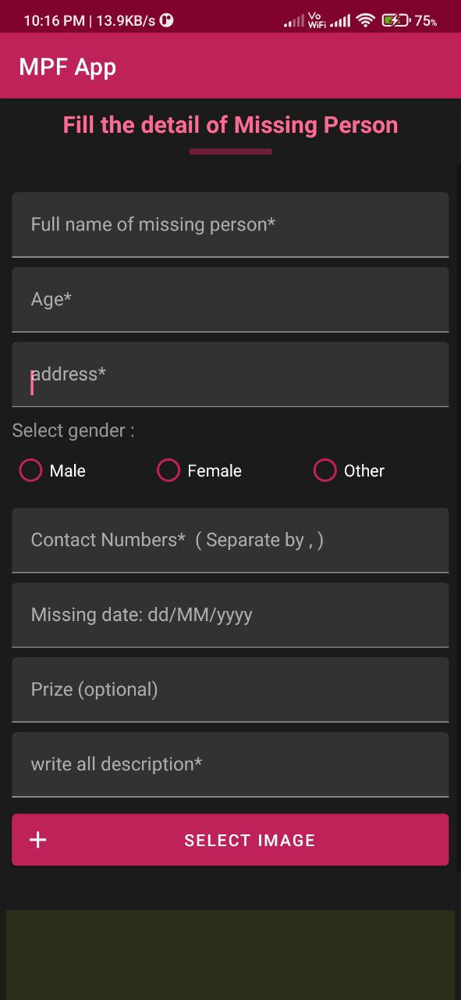 10:16 PM | 13.9KB/s
Vo
WiFi
75%
MPF App
Fill the detail of Missing Person
Full name of missing person*
Age*
address*
Select gender :
Male
Female
Other
Contact Numbers*  ( Separate by , )
Missing date: dd/MM/yyyy
Prize (optional)
write all description*
SELECT IMAGE